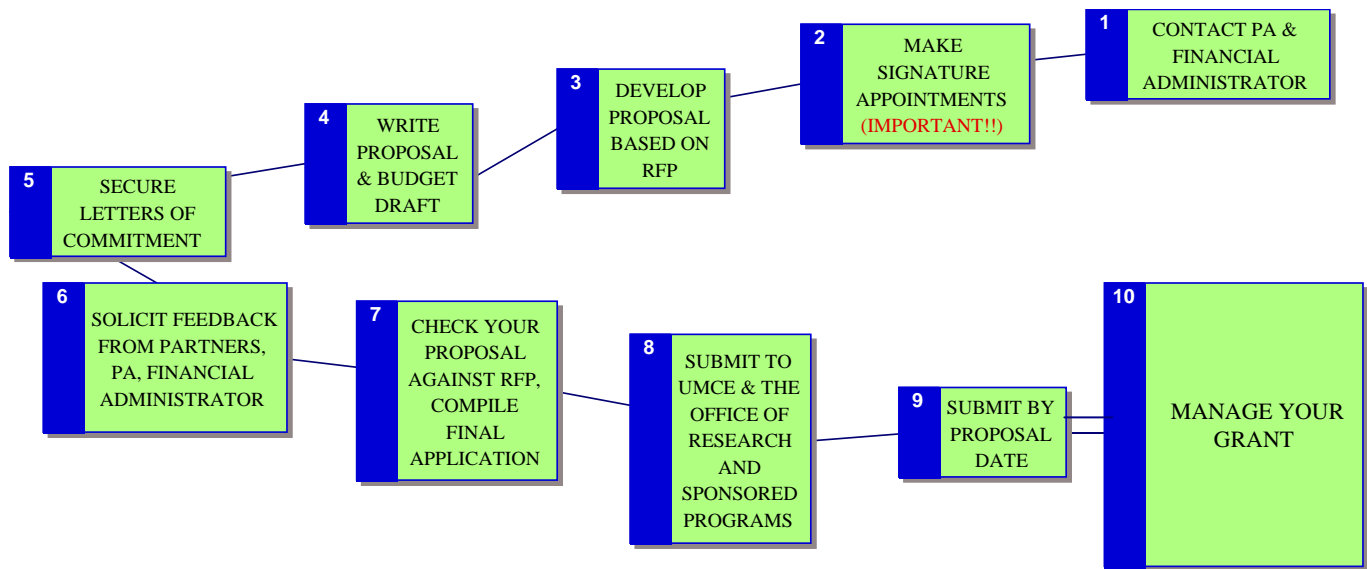 1
CONTACT PA &
FINANCIAL
ADMINISTRATOR
2
MAKE
SIGNATURE
APPOINTMENTS
(IMPORTANT!!)
3
DEVELOP
PROPOSAL
BASED ON
RFP
4
WRITE
PROPOSAL
& BUDGET
DRAFT
5
SECURE
LETTERS OF
COMMITMENT
6
SOLICIT FEEDBACK
FROM PARTNERS,
PA, FINANCIAL
ADMINISTRATOR
7
CHECK YOUR
PROPOSAL
AGAINST RFP,
COMPILE
FINAL
APPLICATION
8
SUBMIT TO
UMCE & THE
OFFICE OF
RESEARCH
AND
SPONSORED
PROGRAMS
9
SUBMIT BY
PROPOSAL
DATE
10
MANAGE YOUR
GRANT